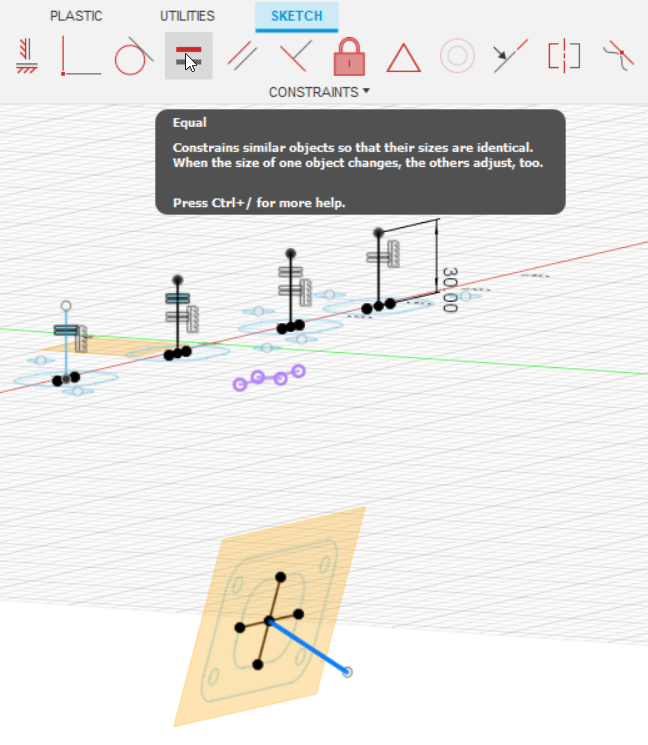 PLASTIC
UTILITIES
SKETCH
CONSTRAINTS
Equal
Constrains similar objects so that their sizes are identical.
When the size of one object changes, the others adjust, too.
Press Ctrl+/ for more help.
30.00